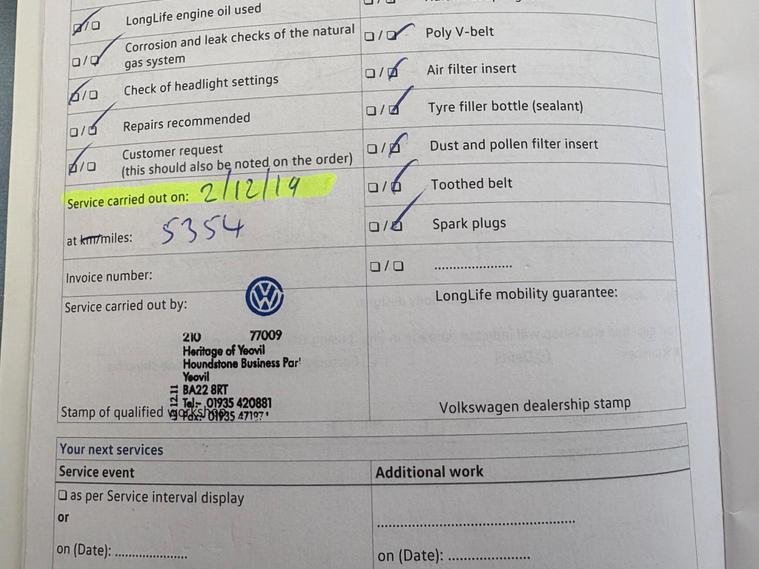 LongLife engine oil used
Corrosion and leak checks of the natural
gas system
Check of headlight settings
Repairs recommended
Customer request
(this should also be noted on the order)
Service carried out on: 2/12/19
at km/miles: 5354
Invoice number:
Service carried out by:
210 77009
Heritage of Yeovil
Houndstone Business Par
Yeovil
BA22 8RT
Tel:- 01935 420881
Fax:- 01935 47197
Stamp of qualified workshop
Poly V-belt
Air filter insert
Tyre filler bottle (sealant)
Dust and pollen filter insert
Toothed belt
Spark plugs
......................
LongLife mobility guarantee:
Volkswagen dealership stamp
Your next services
Service event
as per Service interval display
or
on (Date): ....................
Additional work
..................................................
on (Date): ......................